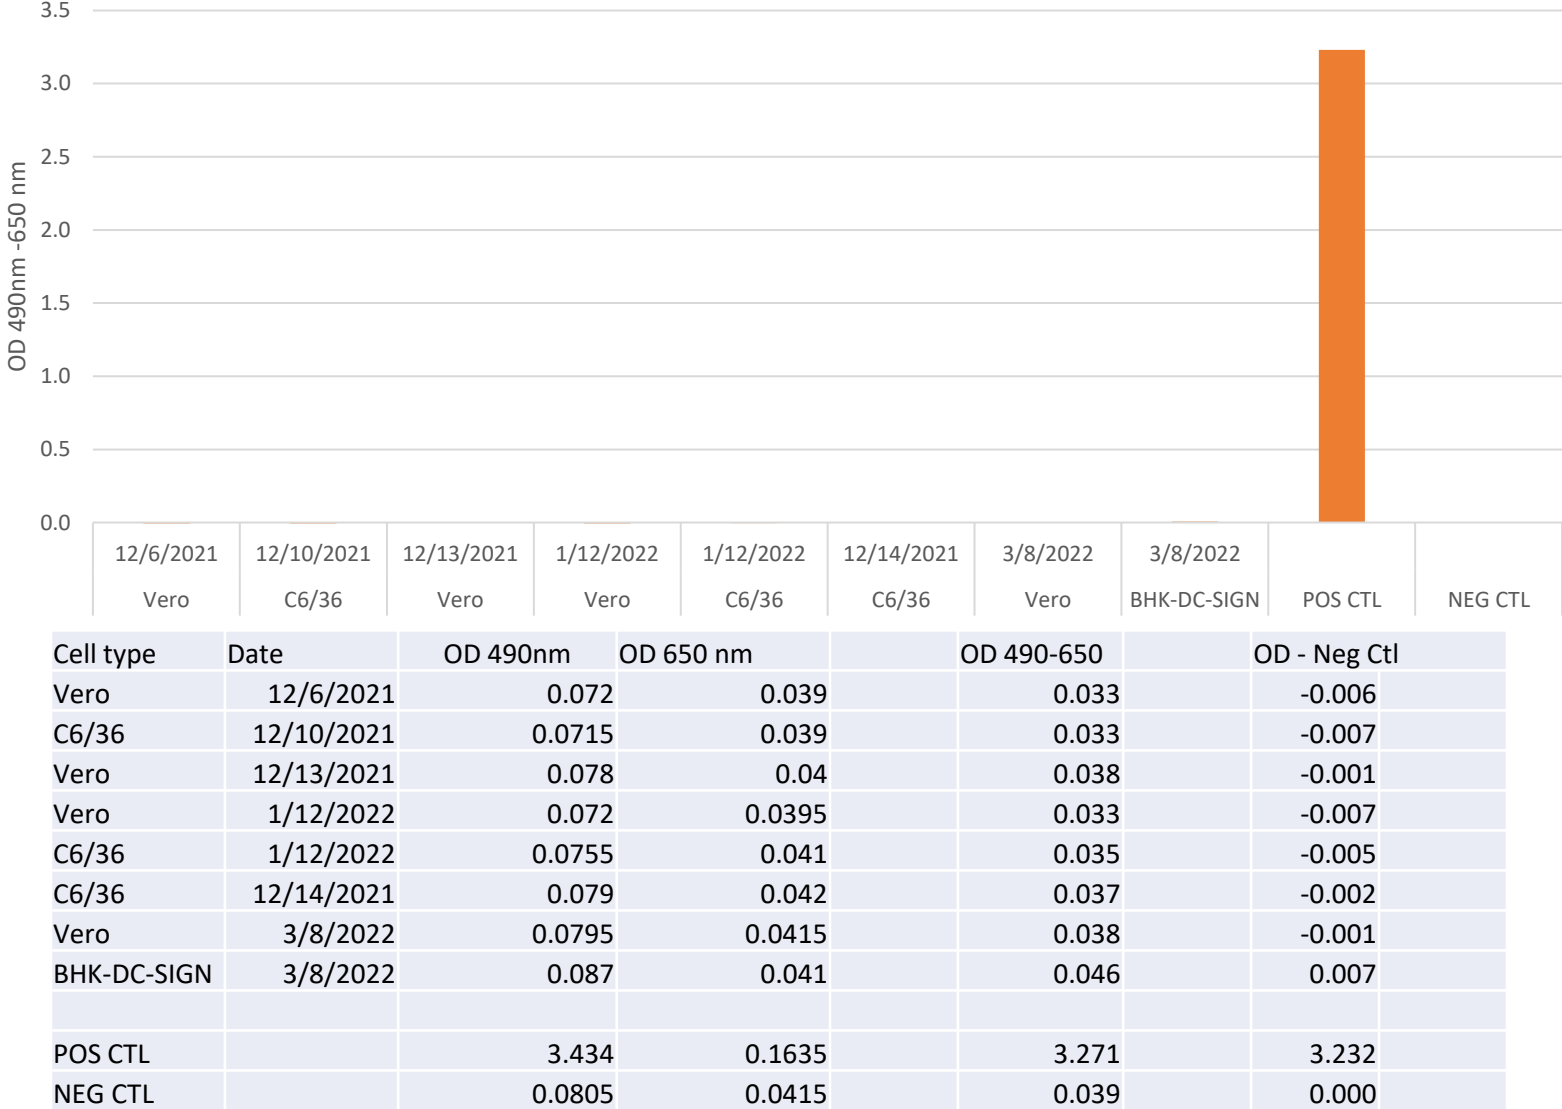 3.5
3.0
2.5
2.0
1.5
1.0
0.5
0.0
OD 490nm -650 nm
12/6/2021 12/10/2021 12/13/2021 1/12/2022 1/12/2022 12/14/2021 3/8/2022 3/8/2022
Vero C6/36 Vero Vero C6/36 C6/36 Vero BHK-DC-SIGN POS CTL NEG CTL
Cell type Date OD 490nm OD 650 nm OD 490-650 OD - Neg Ctl
Vero 12/6/2021 0.072 0.039 0.033 -0.006
C6/36 12/10/2021 0.0715 0.039 0.033 -0.007
Vero 12/13/2021 0.078 0.04 0.038 -0.001
Vero 1/12/2022 0.072 0.0395 0.033 -0.007
C6/36 1/12/2022 0.0755 0.041 0.035 -0.005
C6/36 12/14/2021 0.079 0.042 0.037 -0.002
Vero 3/8/2022 0.0795 0.0415 0.038 -0.001
BHK-DC-SIGN 3/8/2022 0.087 0.041 0.046 0.007
POS CTL 3.434 0.1635 3.271 3.232
NEG CTL 0.0805 0.0415 0.039 0.000